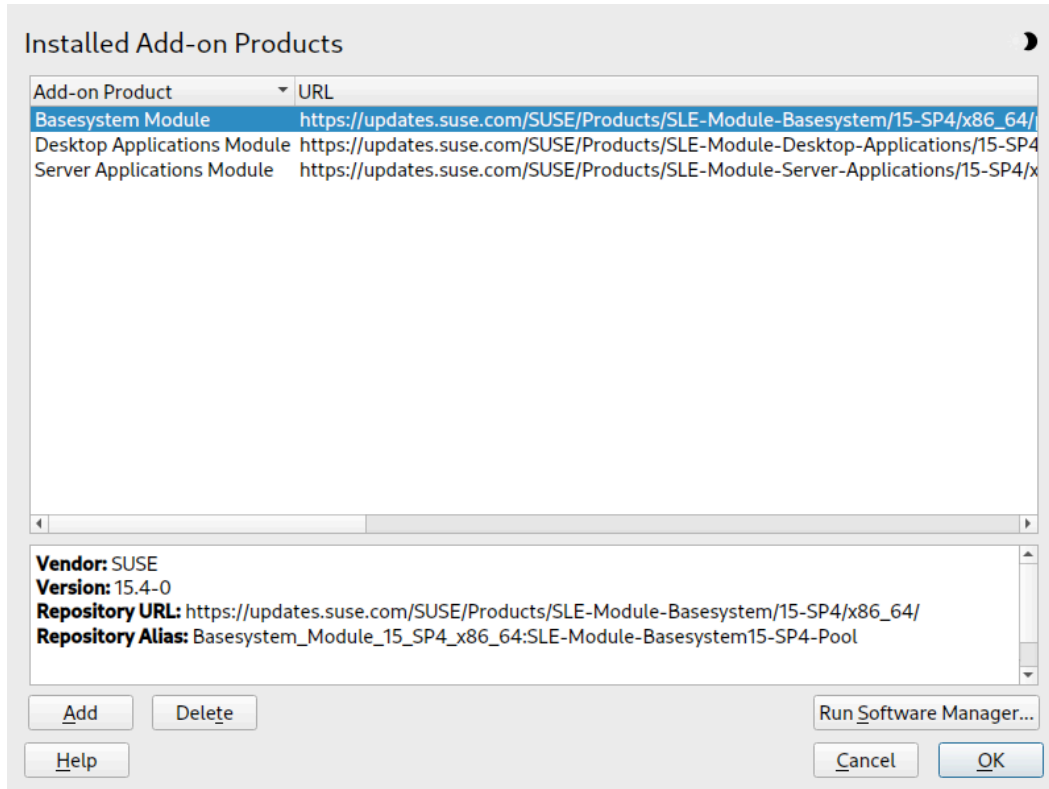 Installed Add-on Products
Add-on Product URL
Basesystem Module https://updates.suse.com/SUSE/Products/SLE-Module-Basesystem/15-SP4/x86_64/
Desktop Applications Module https://updates.suse.com/SUSE/Products/SLE-Module-Desktop-Applications/15-SP4
Server Applications Module https://updates.suse.com/SUSE/Products/SLE-Module-Server-Applications/15-SP4/x
Vendor: SUSE
Version: 15.4-0
Repository URL: https://updates.suse.com/SUSE/Products/SLE-Module-Basesystem/15-SP4/x86_64/
Repository Alias: Basesystem_Module_15_SP4_x86_64:SLE-Module-Basesystem15-SP4-Pool
Add Delete Run Software Manager...
Help Cancel OK